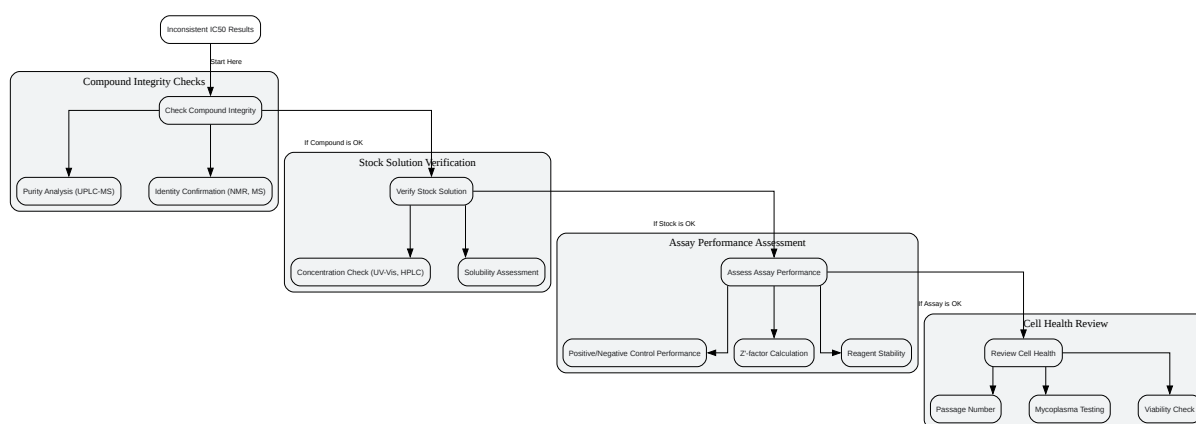 Inconsistent IC50 Results
Start Here
Compound Integrity Checks
Check Compound Integrity
If Compound is OK
Purity Analysis (UPLC-MS)
Identity Confirmation (NMR, MS)
Stock Solution Verification
Verify Stock Solution
If Stock is OK
Concentration Check (UV-Vis, HPLC)
Solubility Assessment
Assay Performance Assessment
Assess Assay Performance
If Assay is OK
Positive/Negative Control Performance
Z'-factor Calculation
Reagent Stability
Cell Health Review
Review Cell Health
Passage Number
Mycoplasma Testing
Viability Check